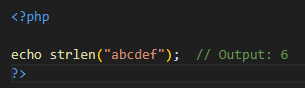 <?php
echo strlen("abcdef");  // Output: 6
?>